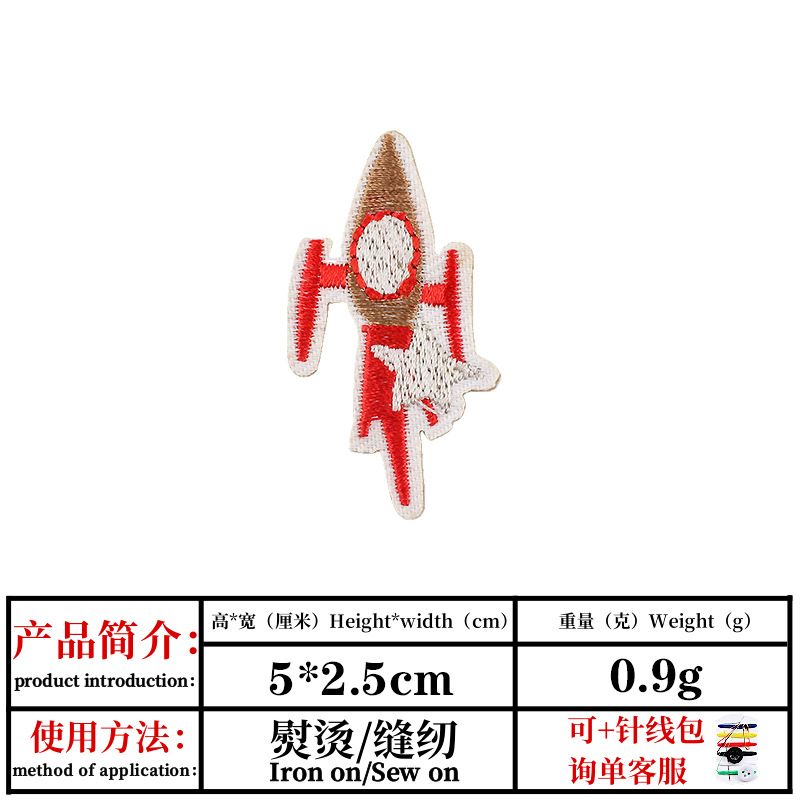 产品简介:
product introduction:
高*宽（厘米）Height*width（cm）
重量（克）Weight（g）
5*2.5cm
0.9g
使用方法:
method of application:
熨烫/缝纫
Iron on/Sew on
可+针线包
询单客服